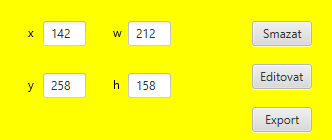 x 142 w 212 Smazat
Editovat
y 258 h 158
Export